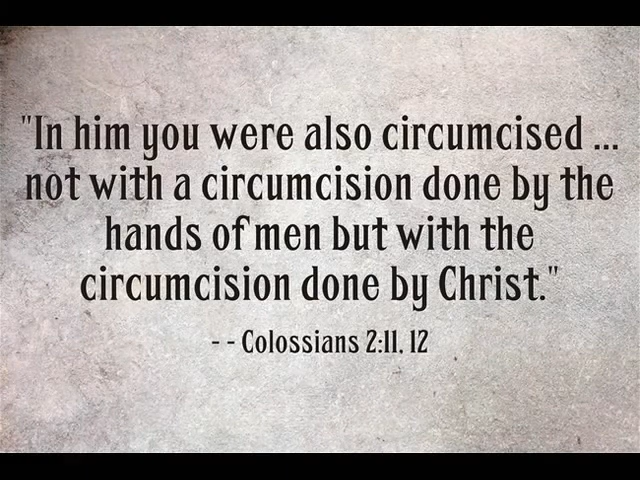 "In him you were also circumcised ...
not with a circumcision done by the
hands of men but with the
circumcision done by Christ."
- - Colossians 2:11, 12